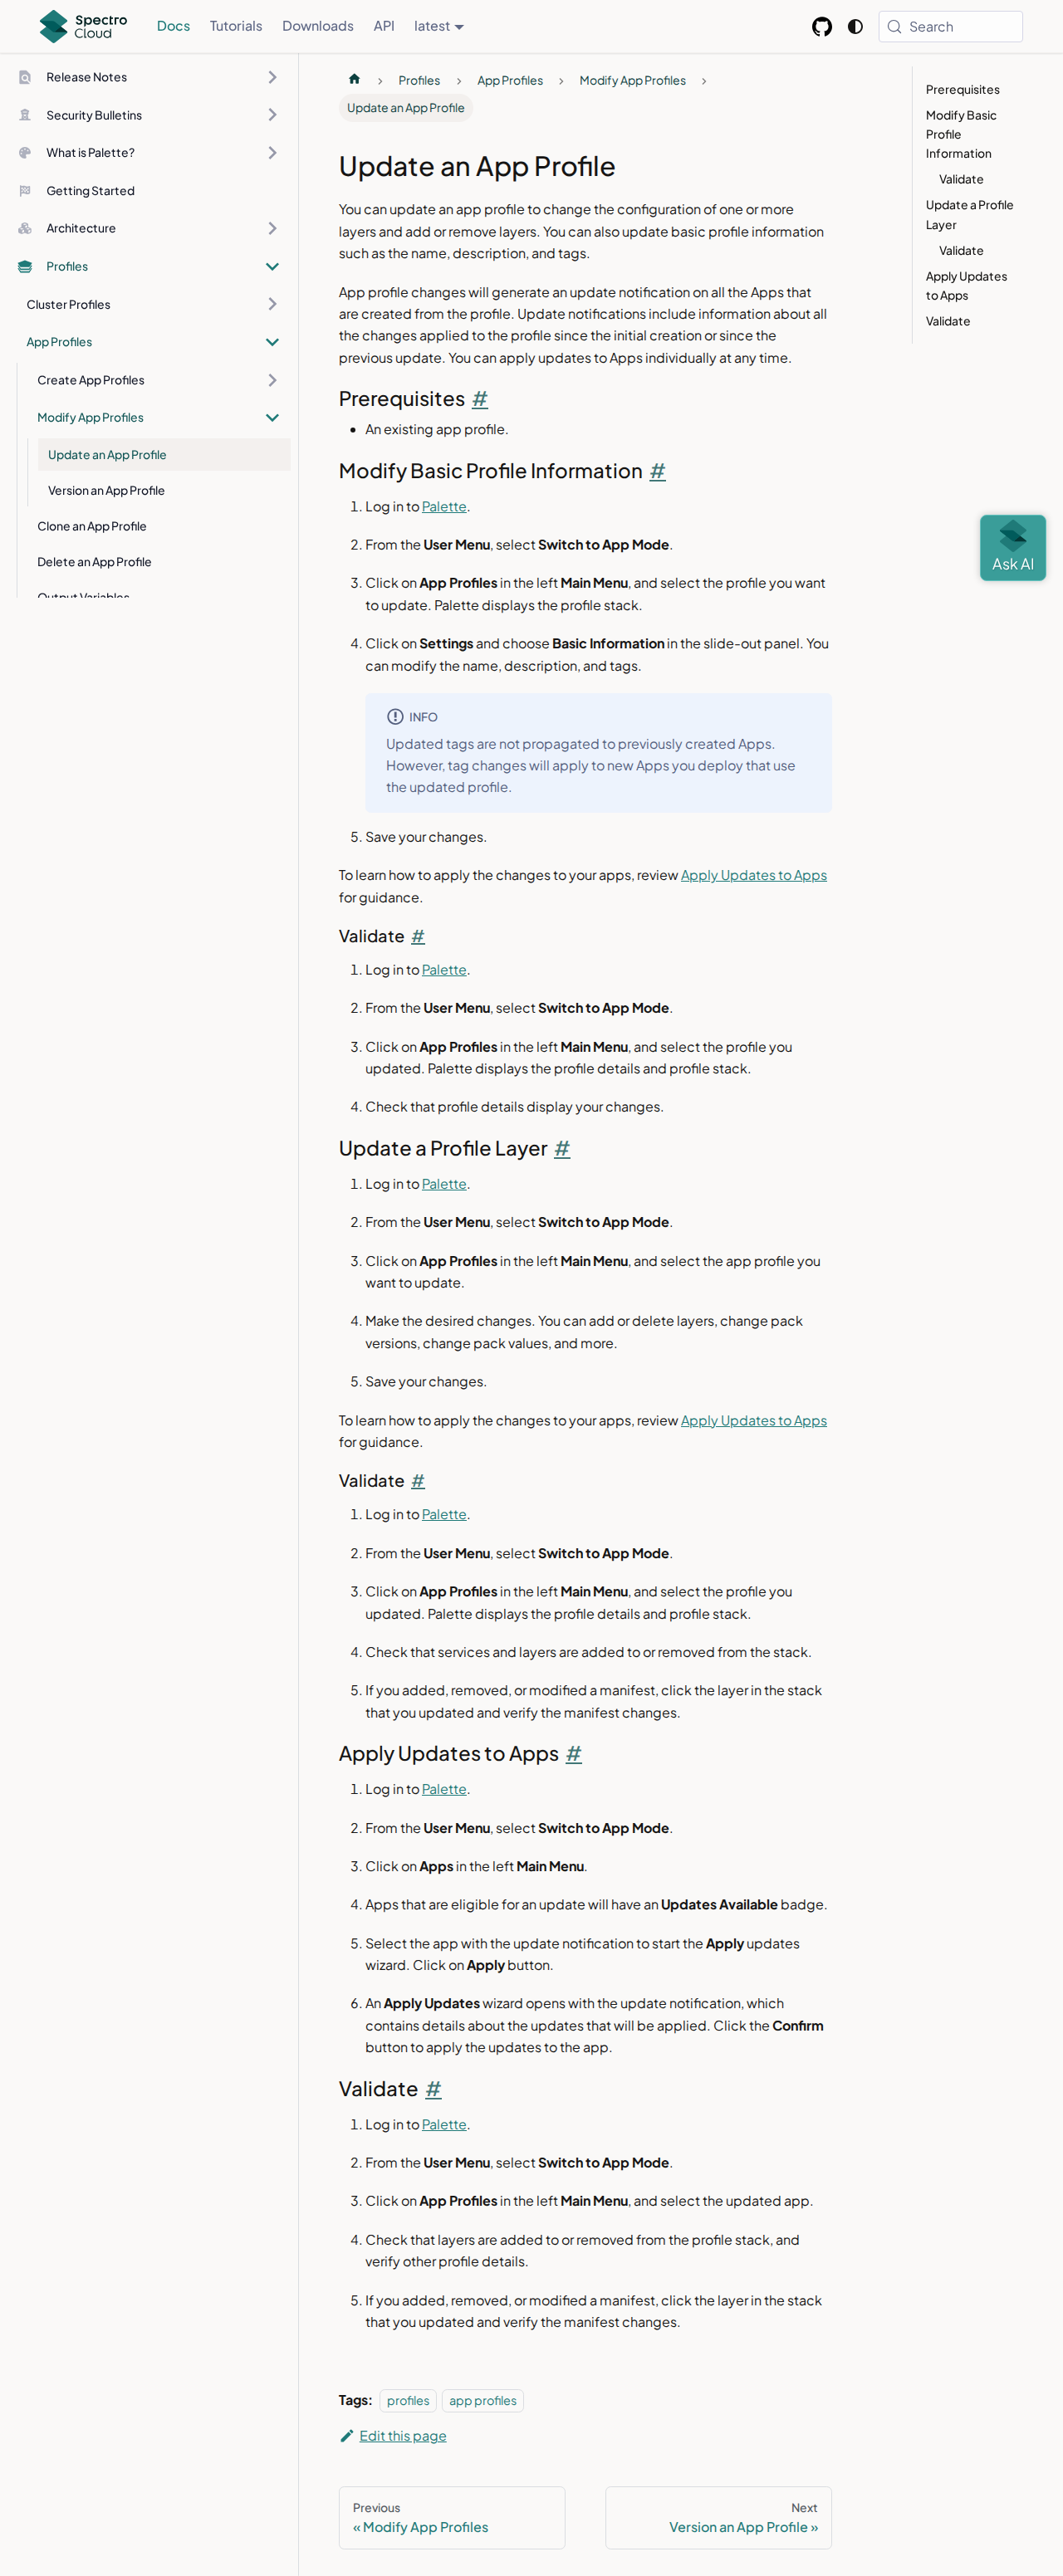 Spectro
Cloud
Docs
Tutorials
Downloads
API
latest
Search
Release Notes
Security Bulletins
What is Palette?
Getting Started
Architecture
Profiles
Cluster Profiles
App Profiles
Create App Profiles
Modify App Profiles
Update an App Profile
Version an App Profile
Clone an App Profile
Delete an App Profile
Output Variables
Profiles
App Profiles
Modify App Profiles
Update an App Profile
Update an App Profile
You can update an app profile to change the configuration of one or more
layers and add or remove layers. You can also update basic profile information
such as the name, description, and tags.
App profile changes will generate an update notification on all the Apps that
are created from the profile. Update notifications include information about all
the changes applied to the profile since the initial creation or since the
previous update. You can apply updates to Apps individually at any time.
Prerequisites #
• An existing app profile.
Modify Basic Profile Information #
1. Log in to Palette.
2. From the User Menu, select Switch to App Mode.
3. Click on App Profiles in the left Main Menu, and select the profile you want
to update. Palette displays the profile stack.
4. Click on Settings and choose Basic Information in the slide-out panel. You
can modify the name, description, and tags.
INFO
Updated tags are not propagated to previously created Apps.
However, tag changes will apply to new Apps you deploy that use
the updated profile.
5. Save your changes.
To learn how to apply the changes to your apps, review Apply Updates to Apps
for guidance.
Validate #
1. Log in to Palette.
2. From the User Menu, select Switch to App Mode.
3. Click on App Profiles in the left Main Menu, and select the profile you
updated. Palette displays the profile details and profile stack.
4. Check that profile details display your changes.
Update a Profile Layer #
1. Log in to Palette.
2. From the User Menu, select Switch to App Mode.
3. Click on App Profiles in the left Main Menu, and select the app profile you
want to update.
4. Make the desired changes. You can add or delete layers, change pack
versions, change pack values, and more.
5. Save your changes.
To learn how to apply the changes to your apps, review Apply Updates to Apps
for guidance.
Validate #
1. Log in to Palette.
2. From the User Menu, select Switch to App Mode.
3. Click on App Profiles in the left Main Menu, and select the profile you
updated. Palette displays the profile details and profile stack.
4. Check that services and layers are added to or removed from the stack.
5. If you added, removed, or modified a manifest, click the layer in the stack
that you updated and verify the manifest changes.
Apply Updates to Apps #
1. Log in to Palette.
2. From the User Menu, select Switch to App Mode.
3. Click on Apps in the left Main Menu.
4. Apps that are eligible for an update will have an Updates Available badge.
5. Select the app with the update notification to start the Apply updates
wizard. Click on Apply button.
6. An Apply Updates wizard opens with the update notification, which
contains details about the updates that will be applied. Click the Confirm
button to apply the updates to the app.
Validate #
1. Log in to Palette.
2. From the User Menu, select Switch to App Mode.
3. Click on App Profiles in the left Main Menu, and select the updated app.
4. Check that layers are added to or removed from the profile stack, and
verify other profile details.
5. If you added, removed, or modified a manifest, click the layer in the stack
that you updated and verify the manifest changes.
Tags: profiles app profiles
Edit this page
Previous
« Modify App Profiles
Next
Version an App Profile »
Prerequisites
Modify Basic
Profile
Information
Validate
Update a Profile
Layer
Validate
Apply Updates
to Apps
Validate
Ask AI